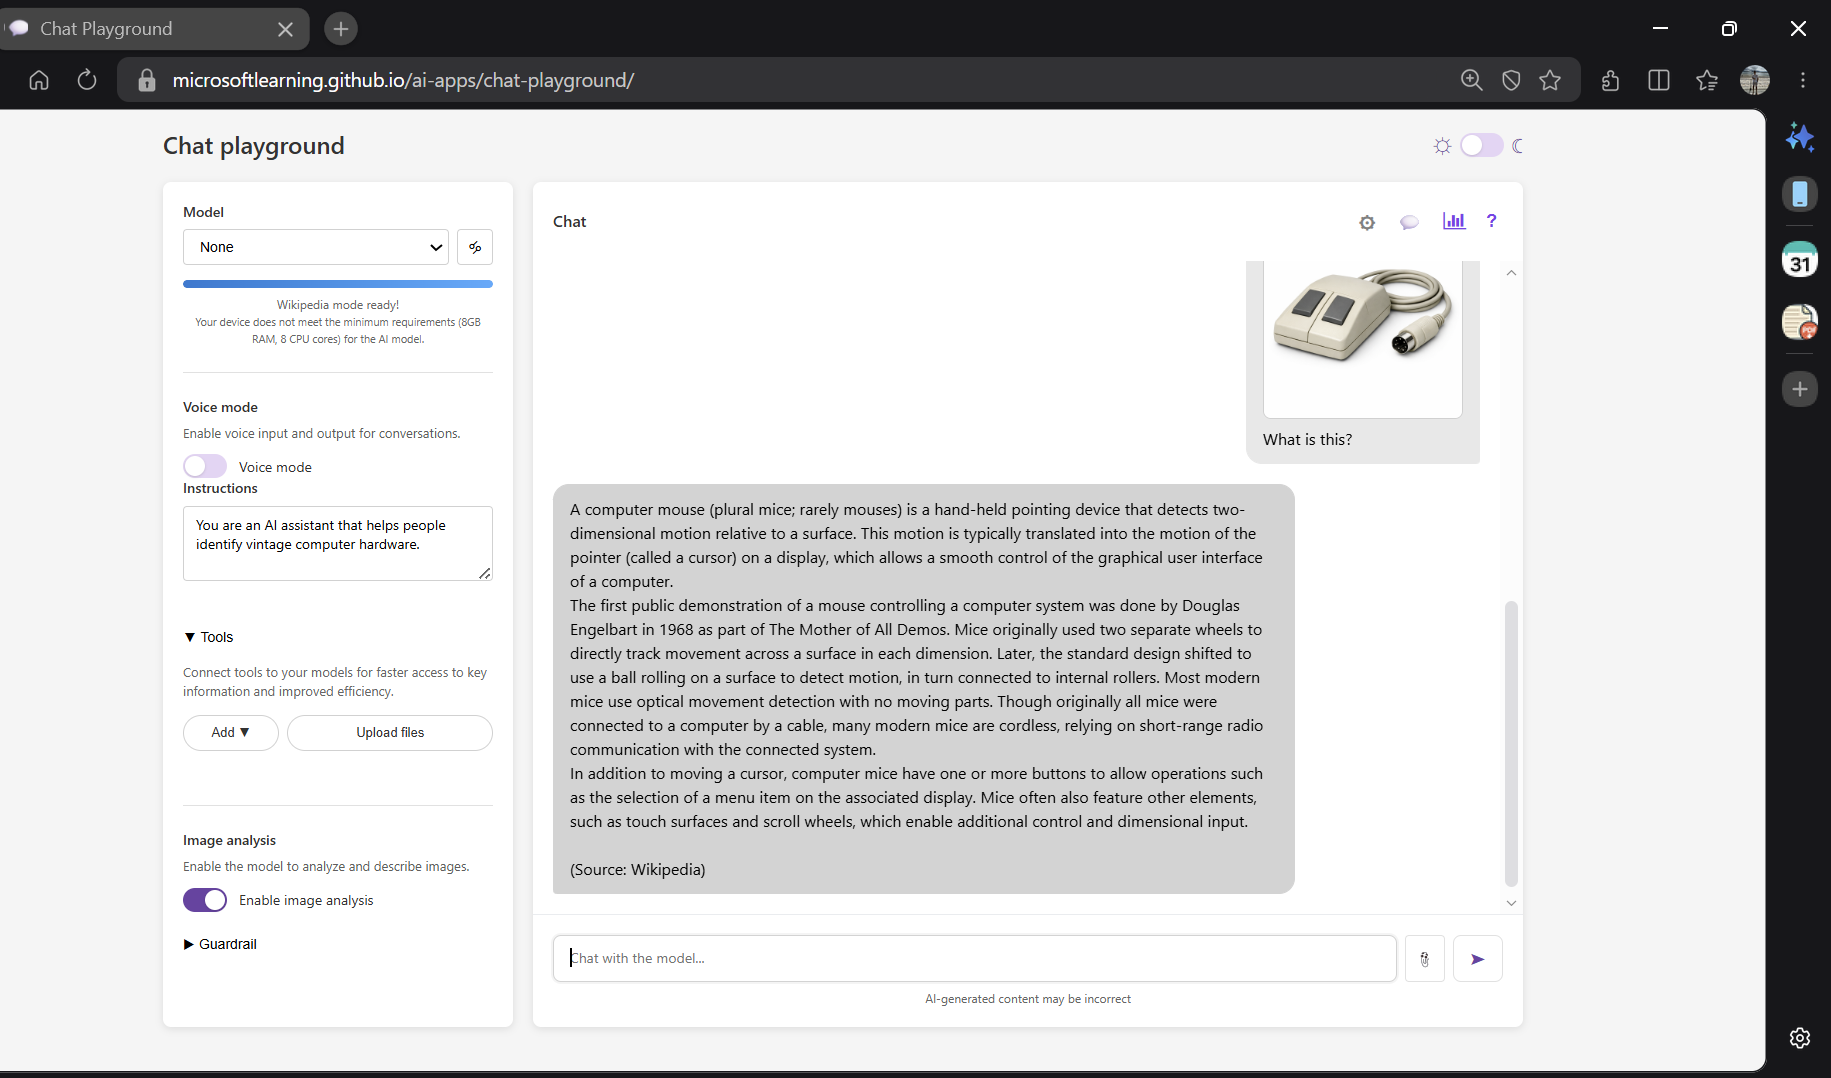 Chat Playground
microsoftlearning.github.io/ai-apps/chat-playground/
31
PDF
Chat playground
Model
None
Wikipedia mode ready!
Your device does not meet the minimum requirements (8GB
RAM, 8 CPU cores) for the AI model.
Voice mode
Enable voice input and output for conversations.
Voice mode
Instructions
You are an AI assistant that helps people
identify vintage computer hardware.
▼ Tools
Connect tools to your models for faster access to key
information and improved efficiency.
Add ▼
Upload files
Image analysis
Enable the model to analyze and describe images.
Enable image analysis
▶ Guardrail
Chat
?
What is this?
A computer mouse (plural mice; rarely mouses) is a hand-held pointing device that detects two-
dimensional motion relative to a surface. This motion is typically translated into the motion of the
pointer (called a cursor) on a display, which allows a smooth control of the graphical user interface
of a computer.
The first public demonstration of a mouse controlling a computer system was done by Douglas
Engelbart in 1968 as part of The Mother of All Demos. Mice originally used two separate wheels to
directly track movement across a surface in each dimension. Later, the standard design shifted to
use a ball rolling on a surface to detect motion, in turn connected to internal rollers. Most modern
mice use optical movement detection with no moving parts. Though originally all mice were
connected to a computer by a cable, many modern mice are cordless, relying on short-range radio
communication with the connected system.
In addition to moving a cursor, computer mice have one or more buttons to allow operations such
as the selection of a menu item on the associated display. Mice often also feature other elements,
such as touch surfaces and scroll wheels, which enable additional control and dimensional input.
(Source: Wikipedia)
Chat with the model...
AI-generated content may be incorrect